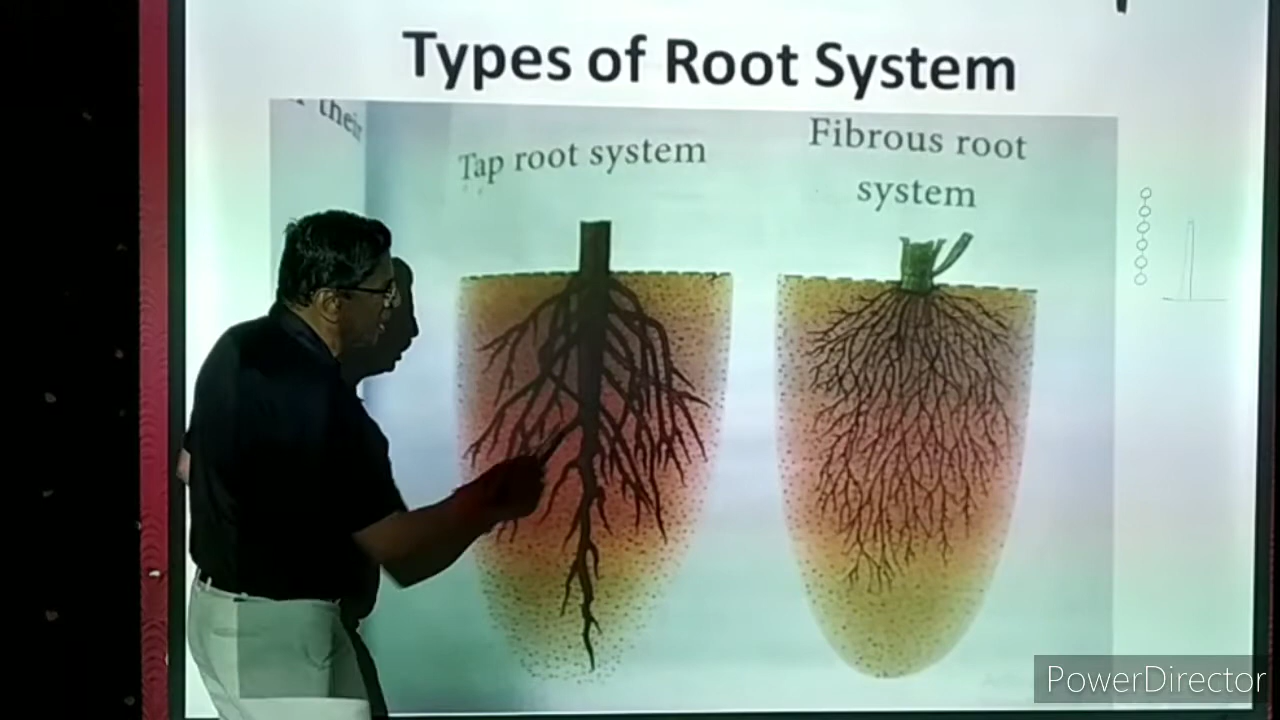 Types of Root System
their
Tap root system
Fibrous root
system
PowerDirector